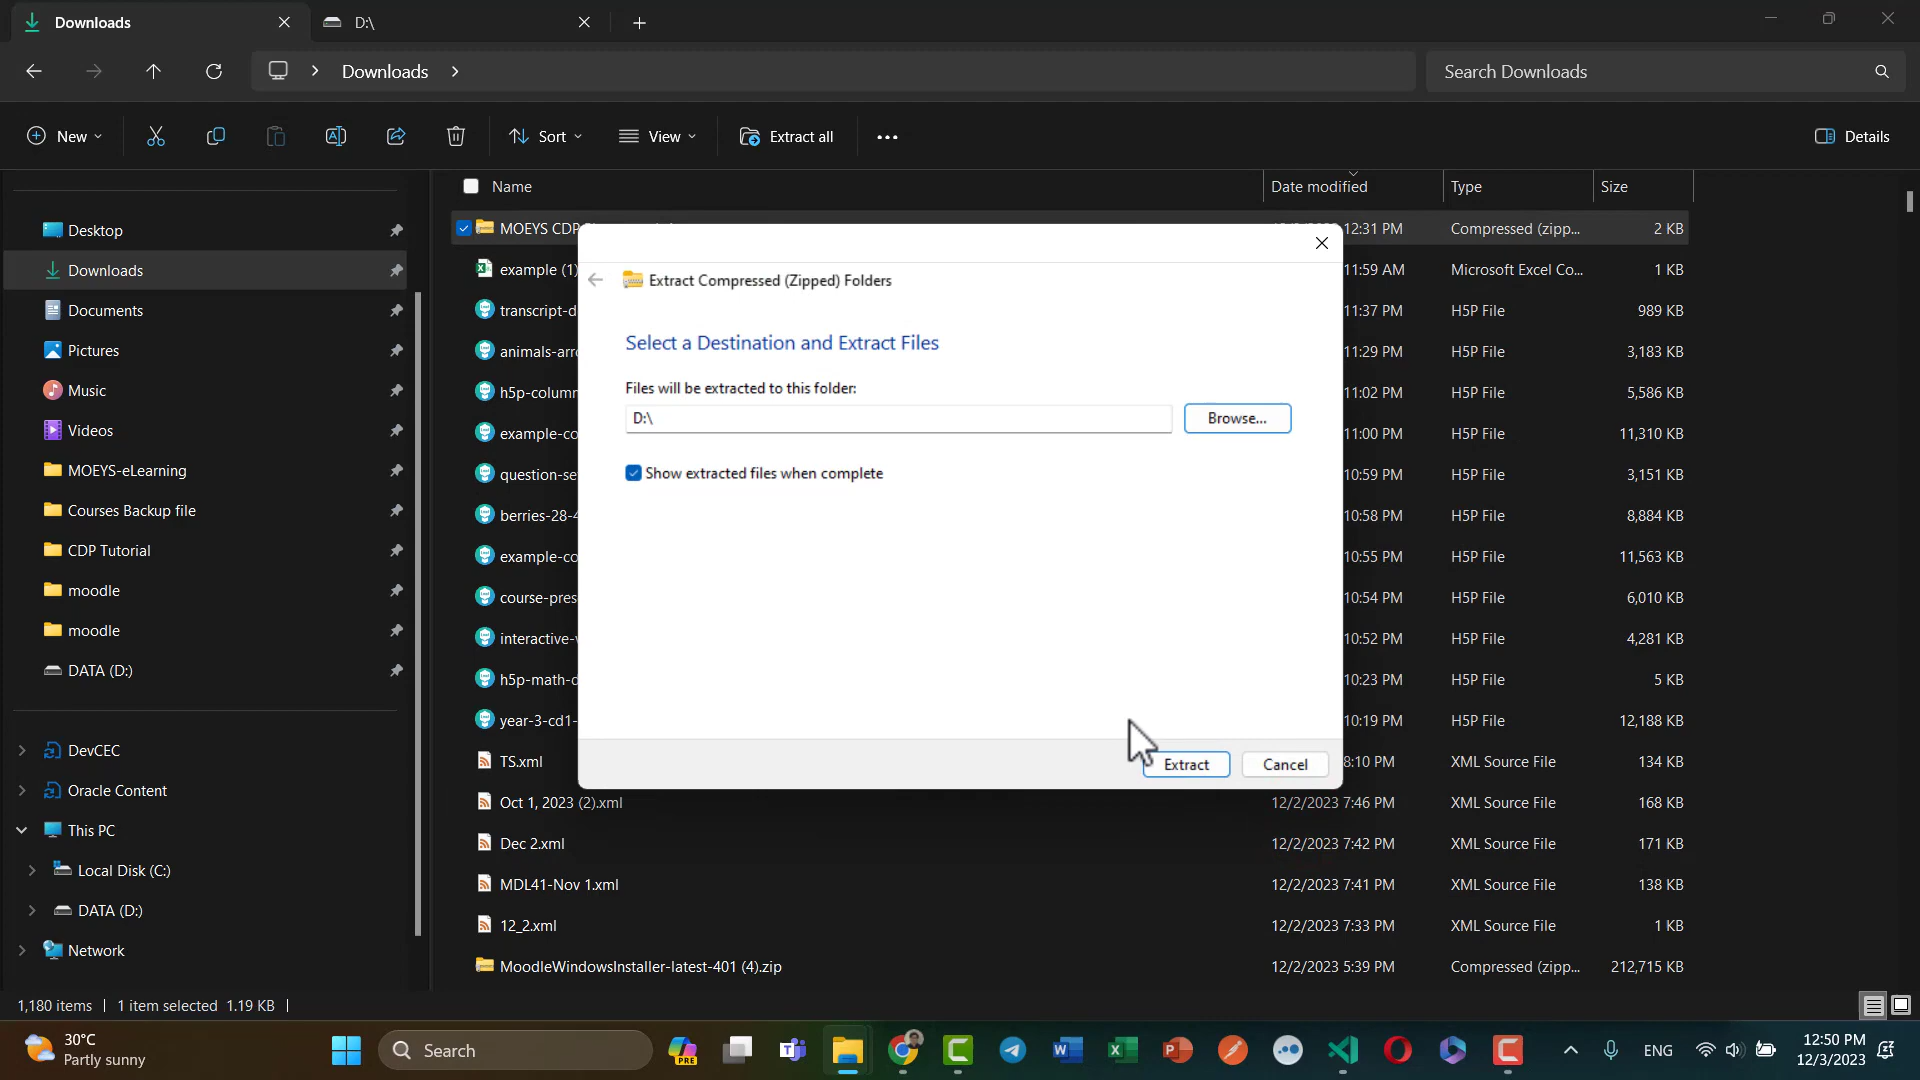 Downloads
D:\
Downloads
Search Downloads
New
Sort
View
Extract all
Details
Name
Date modified
Type
Size
Desktop
Downloads
Documents
Pictures
Music
Videos
MOEYS-eLearning
Courses Backup file
CDP Tutorial
moodle
moodle
DATA (D:)
DevCEC
Oracle Content
This PC
Local Disk (C:)
DATA (D:)
Network
MOEYS CDP 12:31 PM Compressed (zipp... 2 KB
example (1) 11:59 AM Microsoft Excel Co... 1 KB
transcript-d 11:37 PM H5P File 989 KB
animals-arr 11:29 PM H5P File 3,183 KB
h5p-column 11:02 PM H5P File 5,586 KB
example-co 11:00 PM H5P File 11,310 KB
question-se 10:59 PM H5P File 3,151 KB
berries-28- 10:58 PM H5P File 8,884 KB
example-co 10:55 PM H5P File 11,563 KB
course-pres 10:54 PM H5P File 6,010 KB
interactive- 10:52 PM H5P File 4,281 KB
h5p-math-d 10:23 PM H5P File 5 KB
year-3-cd1- 10:19 PM H5P File 12,188 KB
TS.xml 8:10 PM XML Source File 134 KB
Oct 1, 2023 (2).xml 12/2/2023 7:46 PM XML Source File 168 KB
Dec 2.xml 12/2/2023 7:42 PM XML Source File 171 KB
MDL41-Nov 1.xml 12/2/2023 7:41 PM XML Source File 138 KB
12_2.xml 12/2/2023 7:33 PM XML Source File 1 KB
MoodleWindowsInstaller-latest-401 (4).zip 12/2/2023 5:39 PM Compressed (zipp... 212,715 KB
Extract Compressed (Zipped) Folders
Select a Destination and Extract Files
Files will be extracted to this folder:
D:\
Browse...
Show extracted files when complete
Extract
Cancel
1,180 items
1 item selected 1.19 KB
30°C
Partly sunny
Search
PRE
ENG
12:50 PM
12/3/2023